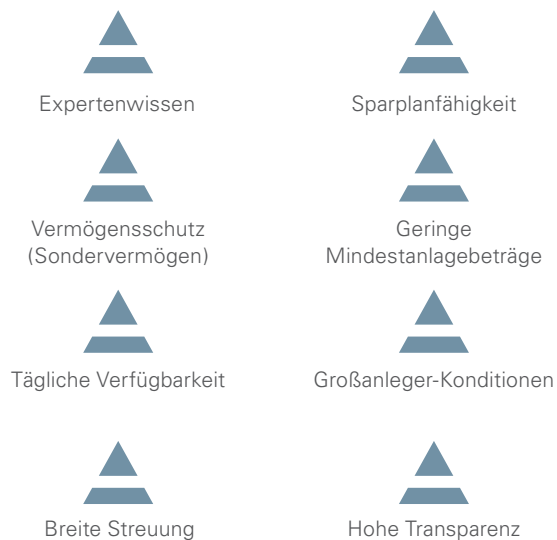 Expertenwissen
Sparplanfähigkeit
Vermögensschutz
(Sondervermögen)
Geringe
Mindestanlagebeträge
Tägliche Verfügbarkeit
Großanleger-Konditionen
Breite Streuung
Hohe Transparenz